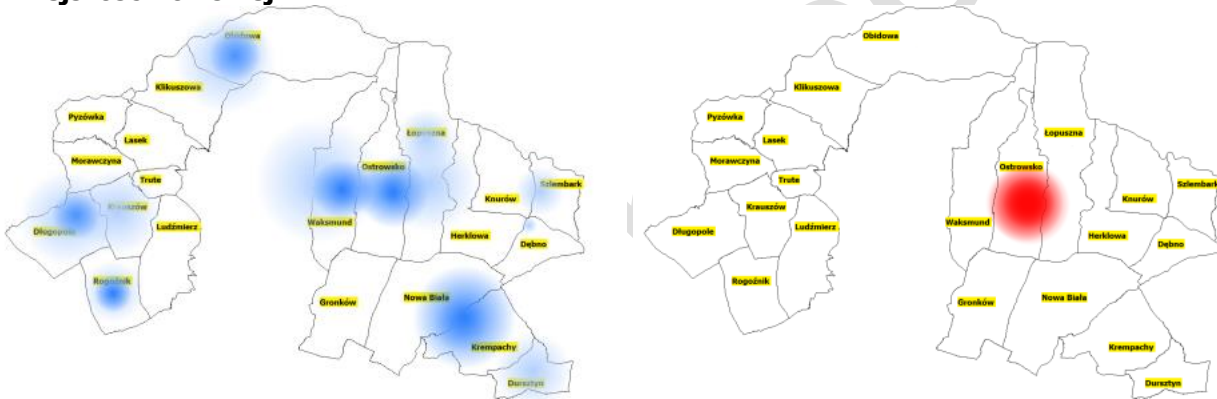 Obidowa
Klikuszowa
Pyzówka
Lasek
Morawczyna
Trute
Krauszów
Długopole
Ludźmierz
Rogoźnik
Łopuszna
Ostrowsko
Szlembark
Knurów
Waksmund
Herklowa
Dębno
Gronków
Nowa Biała
Krempachy
Dursztyn
Obidowa
Klikuszowa
Pyzówka
Lasek
Morawczyna
Trute
Krauszów
Długopole
Ludźmierz
Rogoźnik
Łopuszna
Ostrowsko
Szlembark
Knurów
Waksmund
Herklowa
Dębno
Gronków
Nowa Biała
Krempachy
Dursztyn